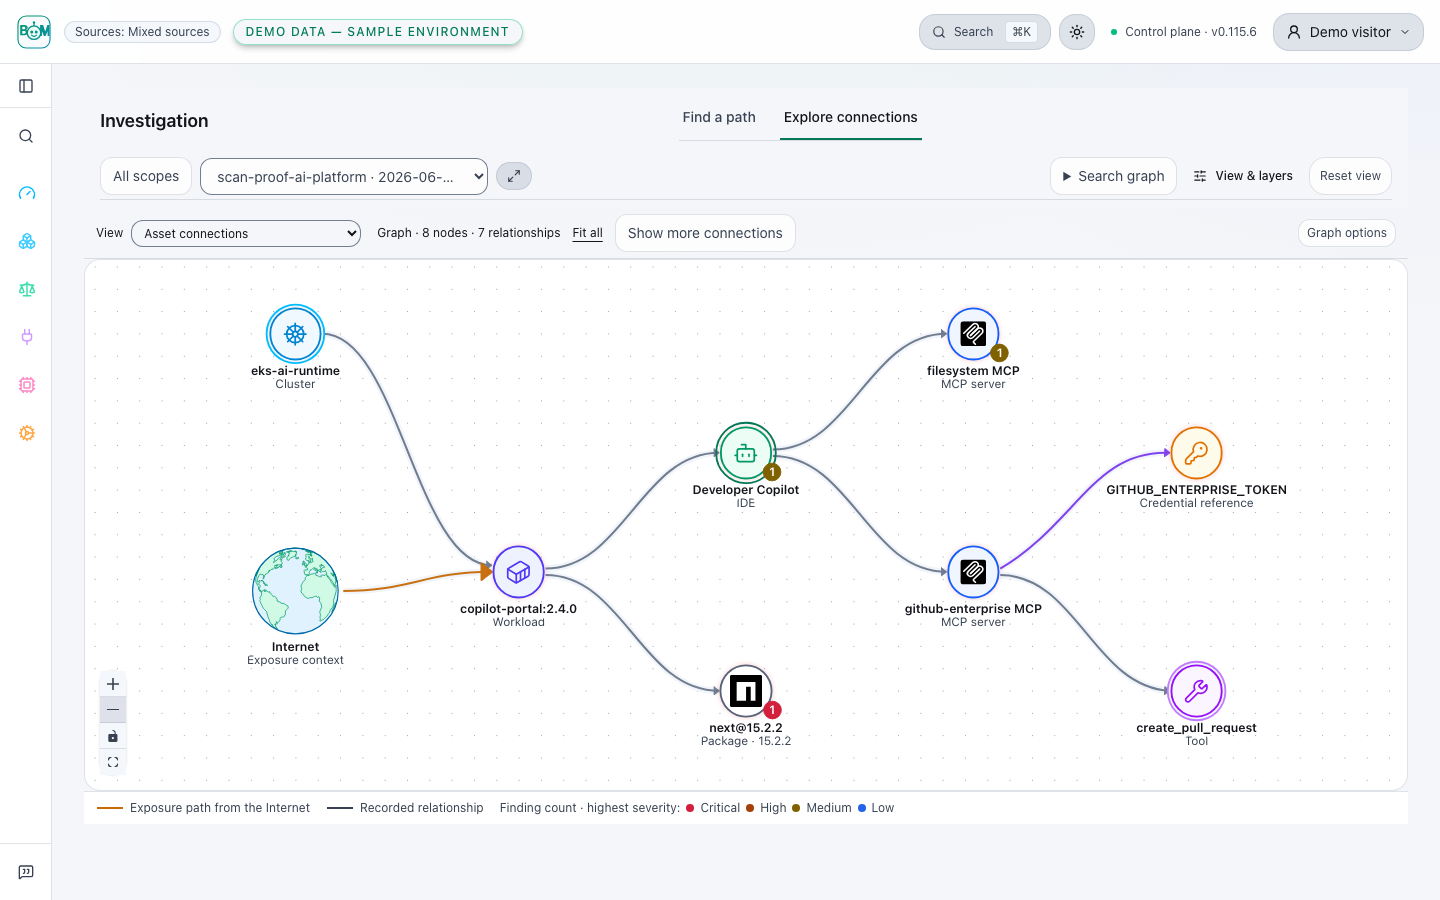 BOM
Sources: Mixed sources
DEMO DATA — SAMPLE ENVIRONMENT
Search ⌘K
Control plane · v0.115.6
Demo visitor
Investigation
Find a path
Explore connections
All scopes
scan-proof-ai-platform · 2026-06-...
Search graph
View & layers
Reset view
View
Asset connections
Graph · 8 nodes · 7 relationships
Fit all
Show more connections
Graph options
eks-ai-runtime
Cluster
1
filesystem MCP
MCP server
1
Developer Copilot
IDE
GITHUB_ENTERPRISE_TOKEN
Credential reference
copilot-portal:2.4.0
Workload
github-enterprise MCP
MCP server
Internet
Exposure context
1
next@15.2.2
Package · 15.2.2
create_pull_request
Tool
Exposure path from the Internet
Recorded relationship
Finding count · highest severity:
Critical
High
Medium
Low